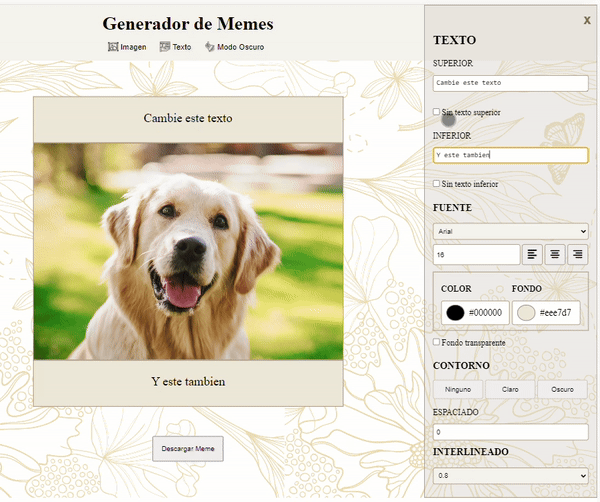 Generador de Memes
Imagen Texto Modo Oscuro
Cambie este texto
Y este tambien
Descargar Meme
X
TEXTO
SUPERIOR
Cambie este texto
Sin texto superior
INFERIOR
Y este tambien
Sin texto inferior
FUENTE
Arial
16
COLOR FONDO
#000000 #eee7d7
Fondo transparente
CONTORNO
Ninguno Claro Oscuro
ESPACIADO
0
INTERLINEADO
0.8